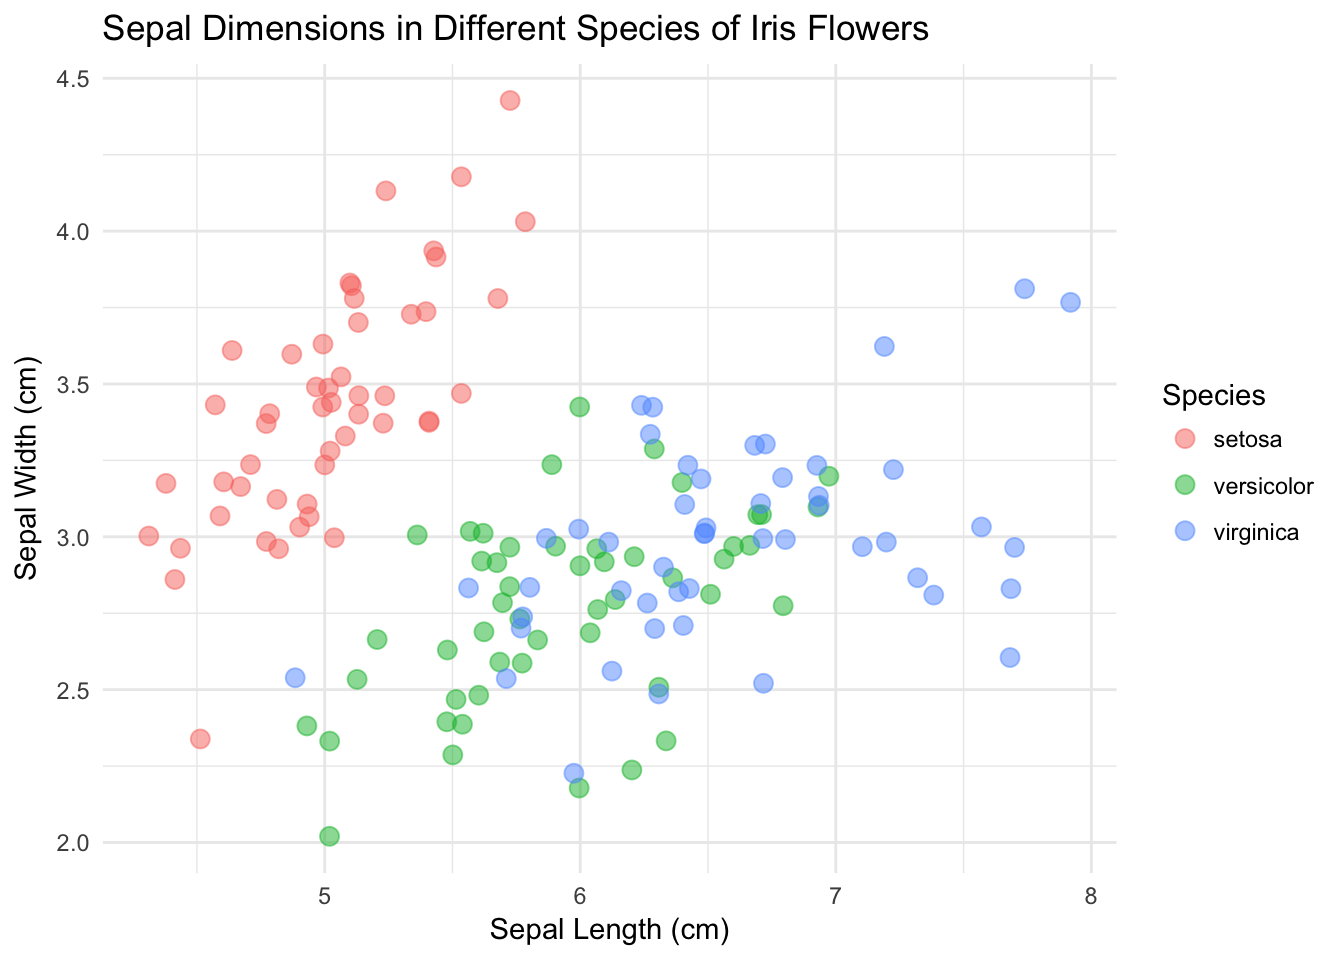 Sepal Dimensions in Different Species of Iris Flowers
4.5
4.0
3.5
3.0
2.5
2.0
Sepal Width (cm)
5 6 7 8
Sepal Length (cm)
Species
setosa
versicolor
virginica